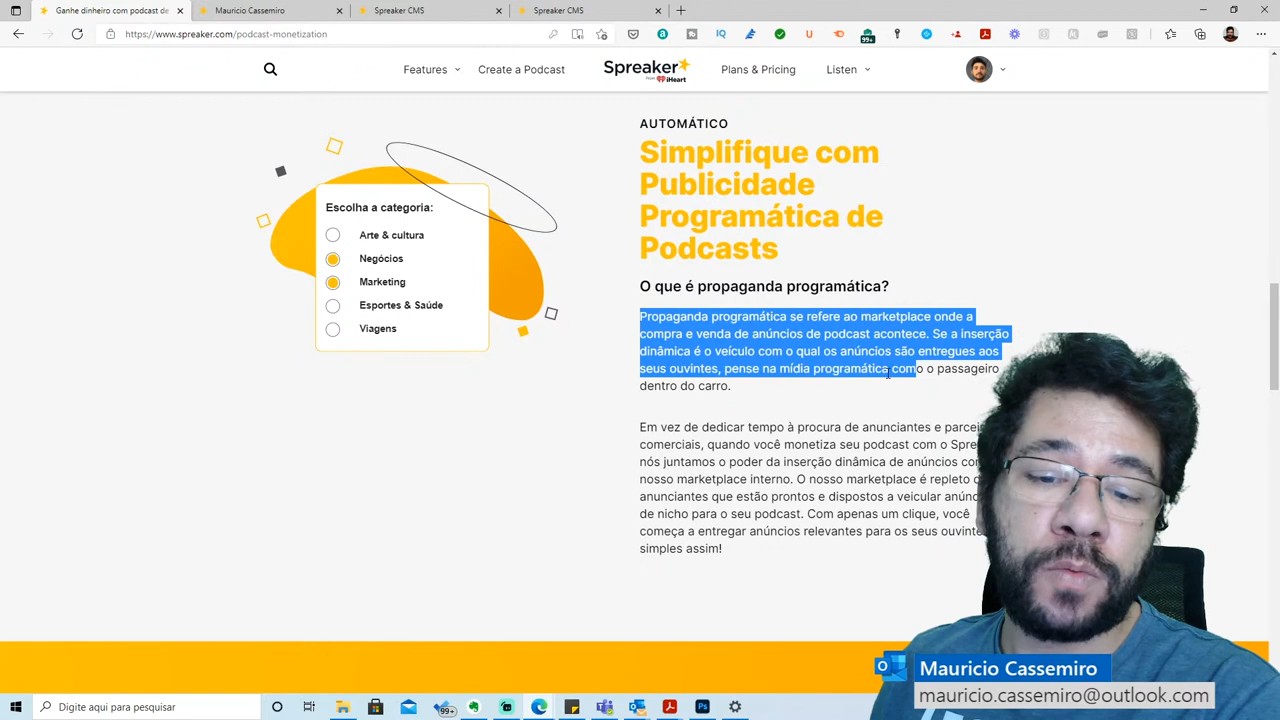 Ganhe dinheiro com podcast de
Mauricio Cassemiro
Spreaker CMS
Spreaker CMS
https://www.spreaker.com/podcast-monetization
99+
Features
Create a Podcast
Spreaker
From iHeart
Plans & Pricing
Listen
AUTOMÁTICO
Simplifique com
Publicidade
Programática de
Podcasts
Escolha a categoria:
Arte & cultura
Negócios
Marketing
Esportes & Saúde
Viagens
O que é propaganda programática?
Propaganda programática se refere ao marketplace onde a
compra e venda de anúncios de podcast acontece. Se a inserção
dinâmica é o veículo com o qual os anúncios são entregues aos
seus ouvintes, pense na mídia programática como o passageiro
dentro do carro.
Em vez de dedicar tempo à procura de anunciantes e parcei
comerciais, quando você monetiza seu podcast com o Spre
nós juntamos o poder da inserção dinâmica de anúncios co
nosso marketplace interno. O nosso marketplace é repleto
anunciantes que estão prontos e dispostos a veicular anúnc
de nicho para o seu podcast. Com apenas um clique, você
começa a entregar anúncios relevantes para os seus ouvinte
simples assim!
Mauricio Cassemiro
mauricio.cassemiro@outlook.com
Digite aqui para pesquisar
99+